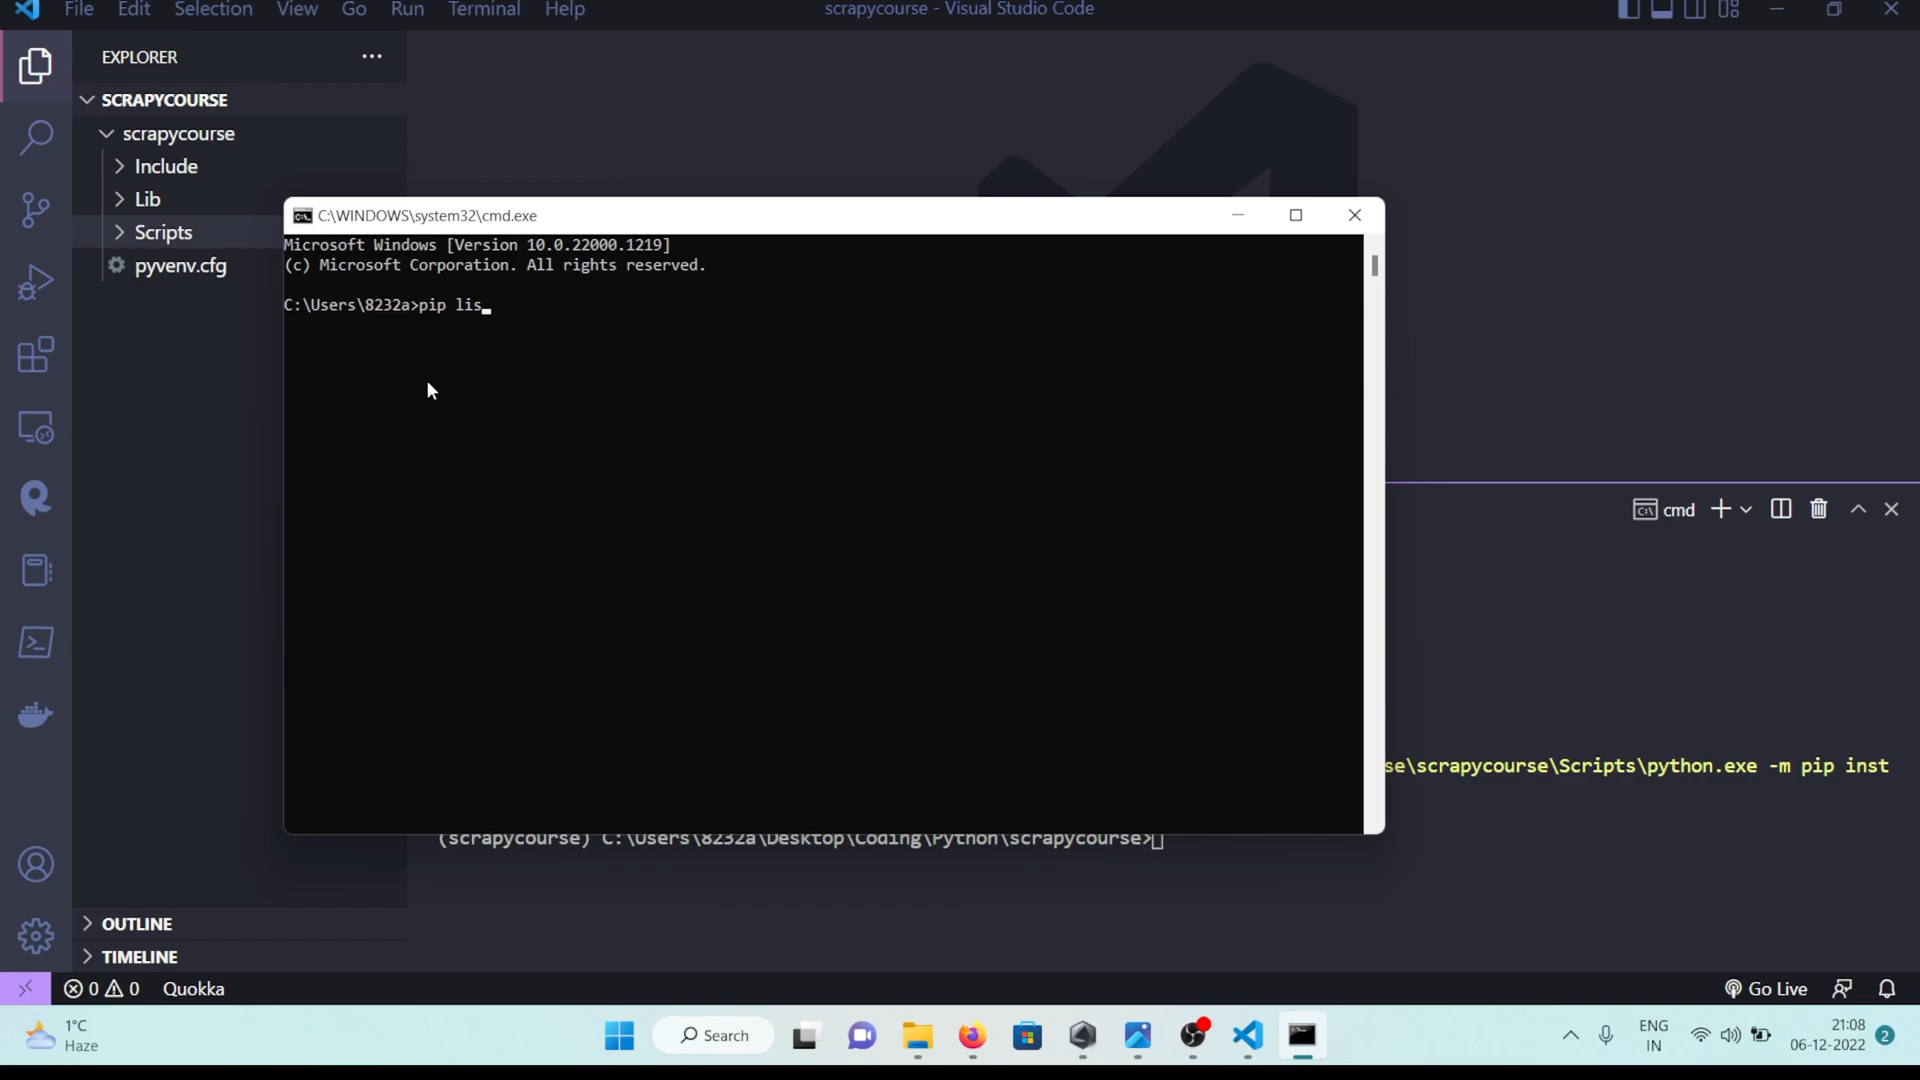 File Edit Selection View Go Run Terminal Help
scrapycourse - Visual Studio Code
EXPLORER
SCRAPYCOURSE
scrapycourse
Include
Lib
Scripts
pyvenv.cfg
C:\WINDOWS\system32\cmd.exe
Microsoft Windows [Version 10.0.22000.1219]
(c) Microsoft Corporation. All rights reserved.
C:\Users\8232a>pip lis
cmd
se\scrapycourse\Scripts\python.exe -m pip inst
(scrapycourse) C:\Users\8232a\Desktop\Coding\Python\scrapycourse>
OUTLINE
TIMELINE
0 0 Quokka
Go Live
1°C
Haze
Search
ENG
IN
21:08
06-12-2022
2